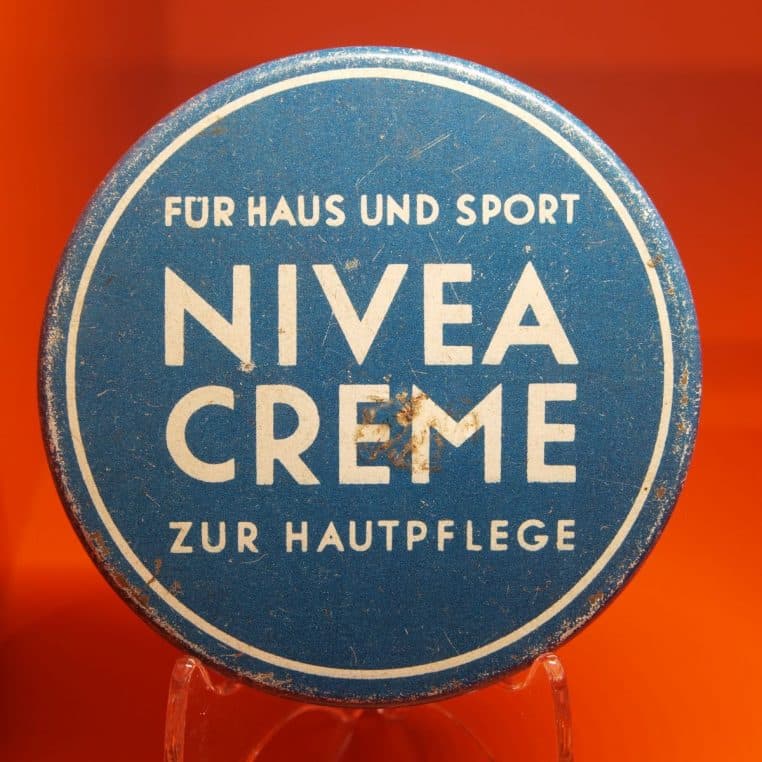 FÜR HAUS UND SPORT
NIVEA
CREME
ZUR HAUTPFLEGE